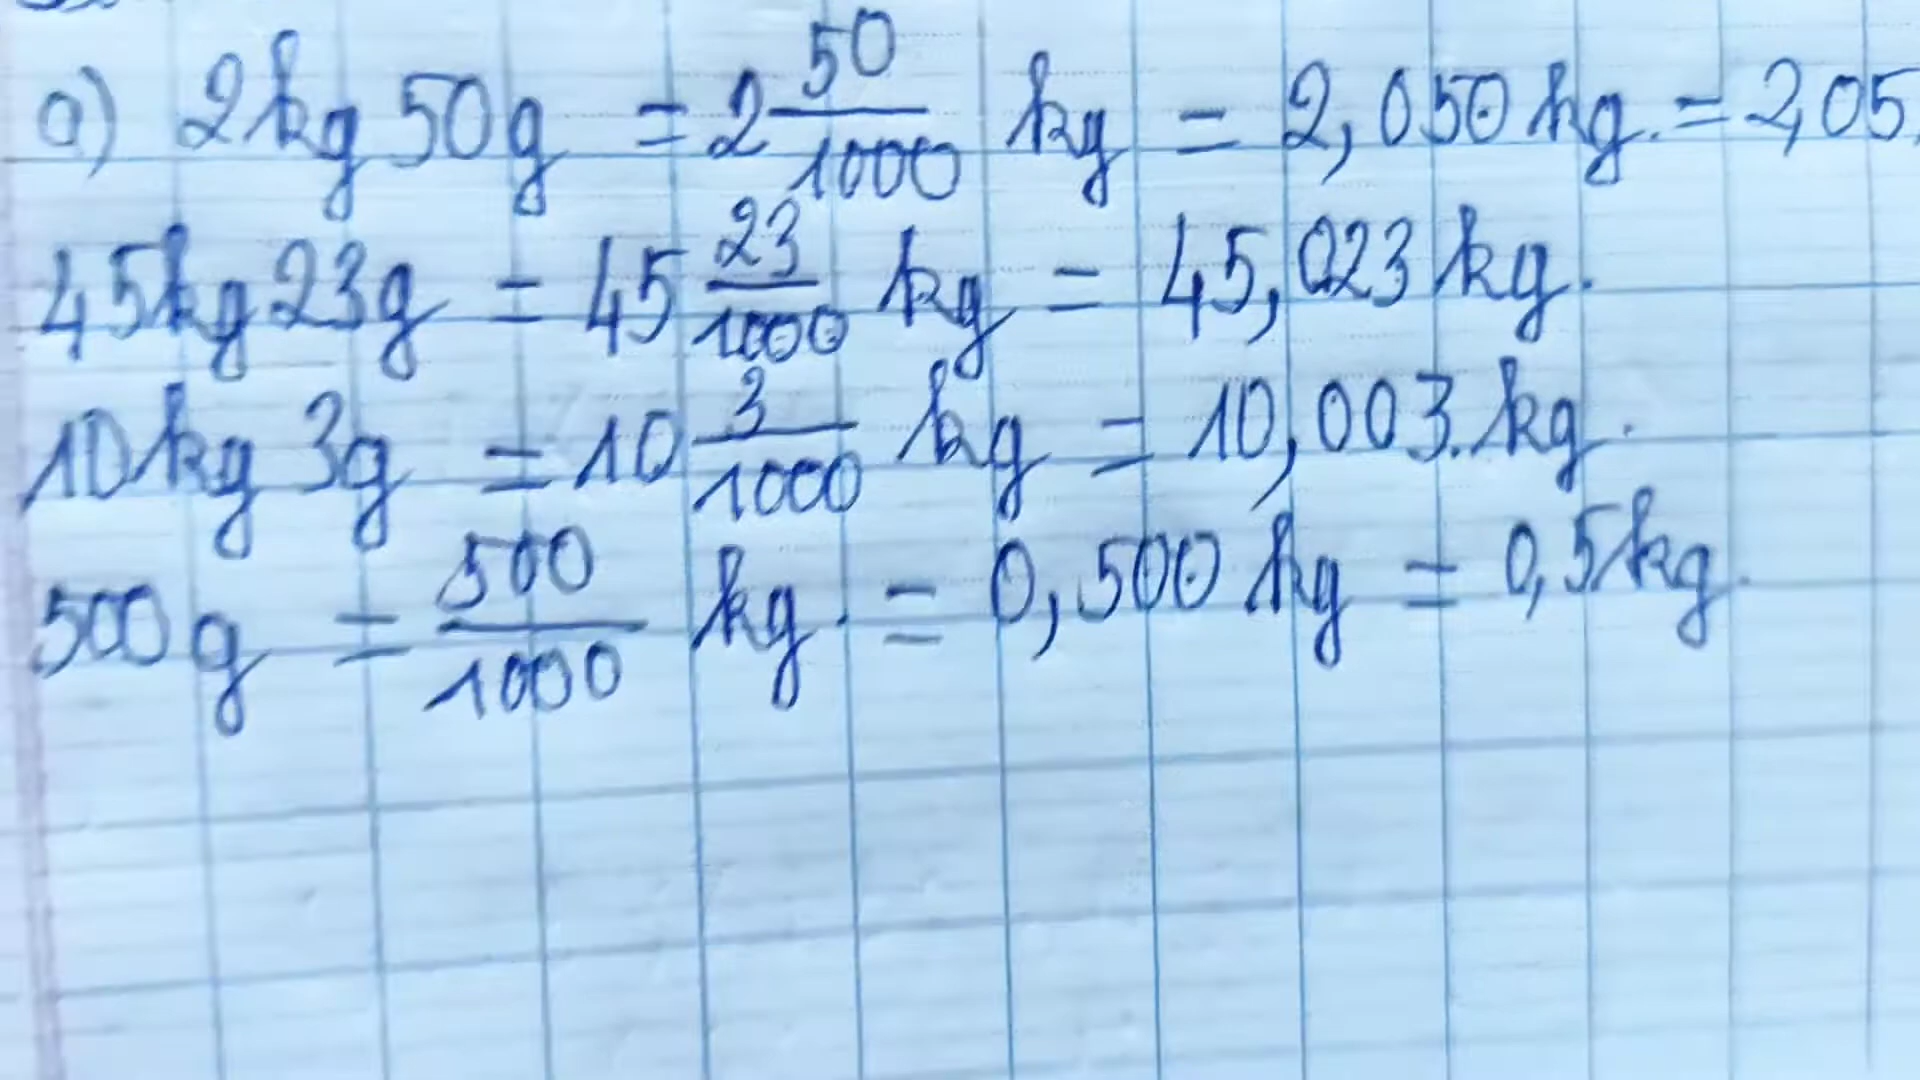 a) 2kg 50g = 2 50/1000 kg = 2,050 kg. = 2,05
45kg 23g = 45 23/1000 kg = 45,023 kg.
10kg 3g = 10 3/1000 kg = 10,003 kg.
500g = 500/1000 kg. = 0,500 kg = 0,5kg.